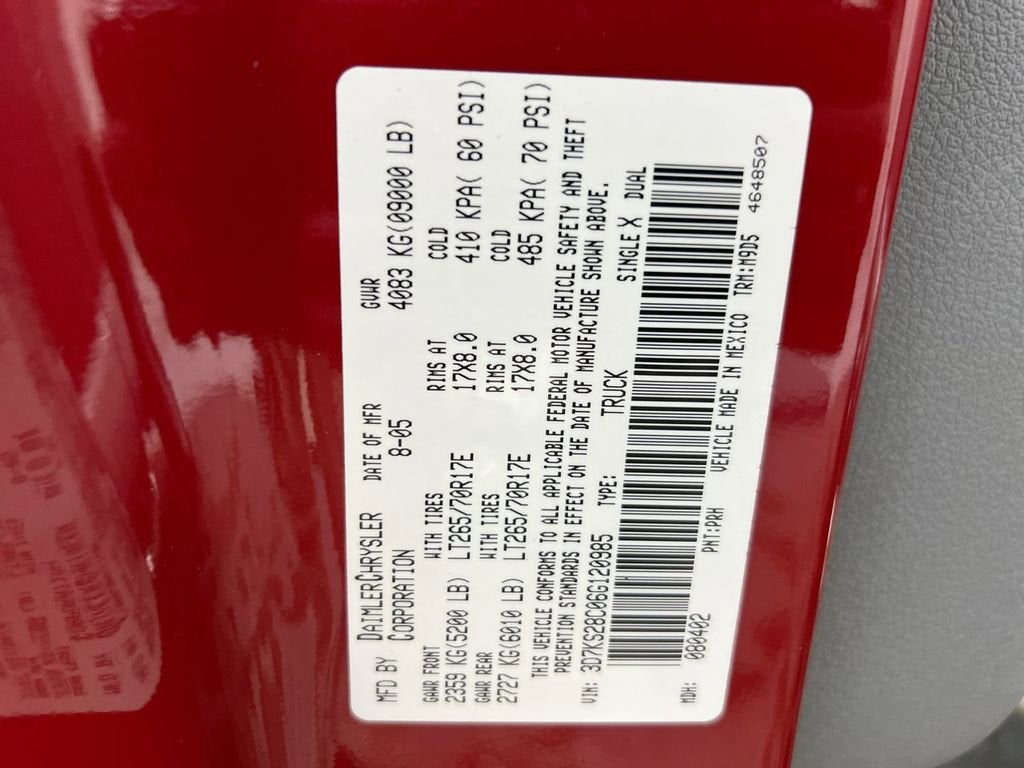 MFD BY DAIMLERCHRYSLER CORPORATION DATE OF MFR 8-05 GVWR 4083 KG(09000 LB)
GAWR FRONT WITH TIRES RIMS AT COLD
2359 KG(5200 LB) LT265/70R17E 17X8.0 410 KPA( 60 PSI)
GAWR REAR WITH TIRES RIMS AT COLD
2727 KG(6010 LB) LT265/70R17E 17X8.0 485 KPA( 70 PSI)
THIS VEHICLE CONFORMS TO ALL APPLICABLE FEDERAL MOTOR VEHICLE SAFETY AND THEFT
PREVENTION STANDARDS IN EFFECT ON THE DATE OF MANUFACTURE SHOWN ABOVE.
VIN: 3D7KS28C06G120985 TYPE: TRUCK SINGLE X DUAL
MDH: 080402 PNT:PRH VEHICLE MADE IN MEXICO TRM:M9D5 4648507